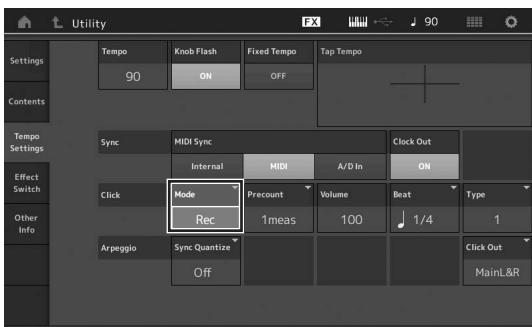 Utility FX ♩ 90
Settings
Contents
Tempo Settings
Effect Switch
Other Info
Tempo Knob Flash Fixed Tempo Tap Tempo
90 ON OFF
Sync MIDI Sync Clock Out
Internal MIDI A/D In ON
Click Mode Precount Volume Beat Type
Rec 1meas 100 ♩ 1/4 1
Arpeggio Sync Quantize Click Out
Off MainL&R